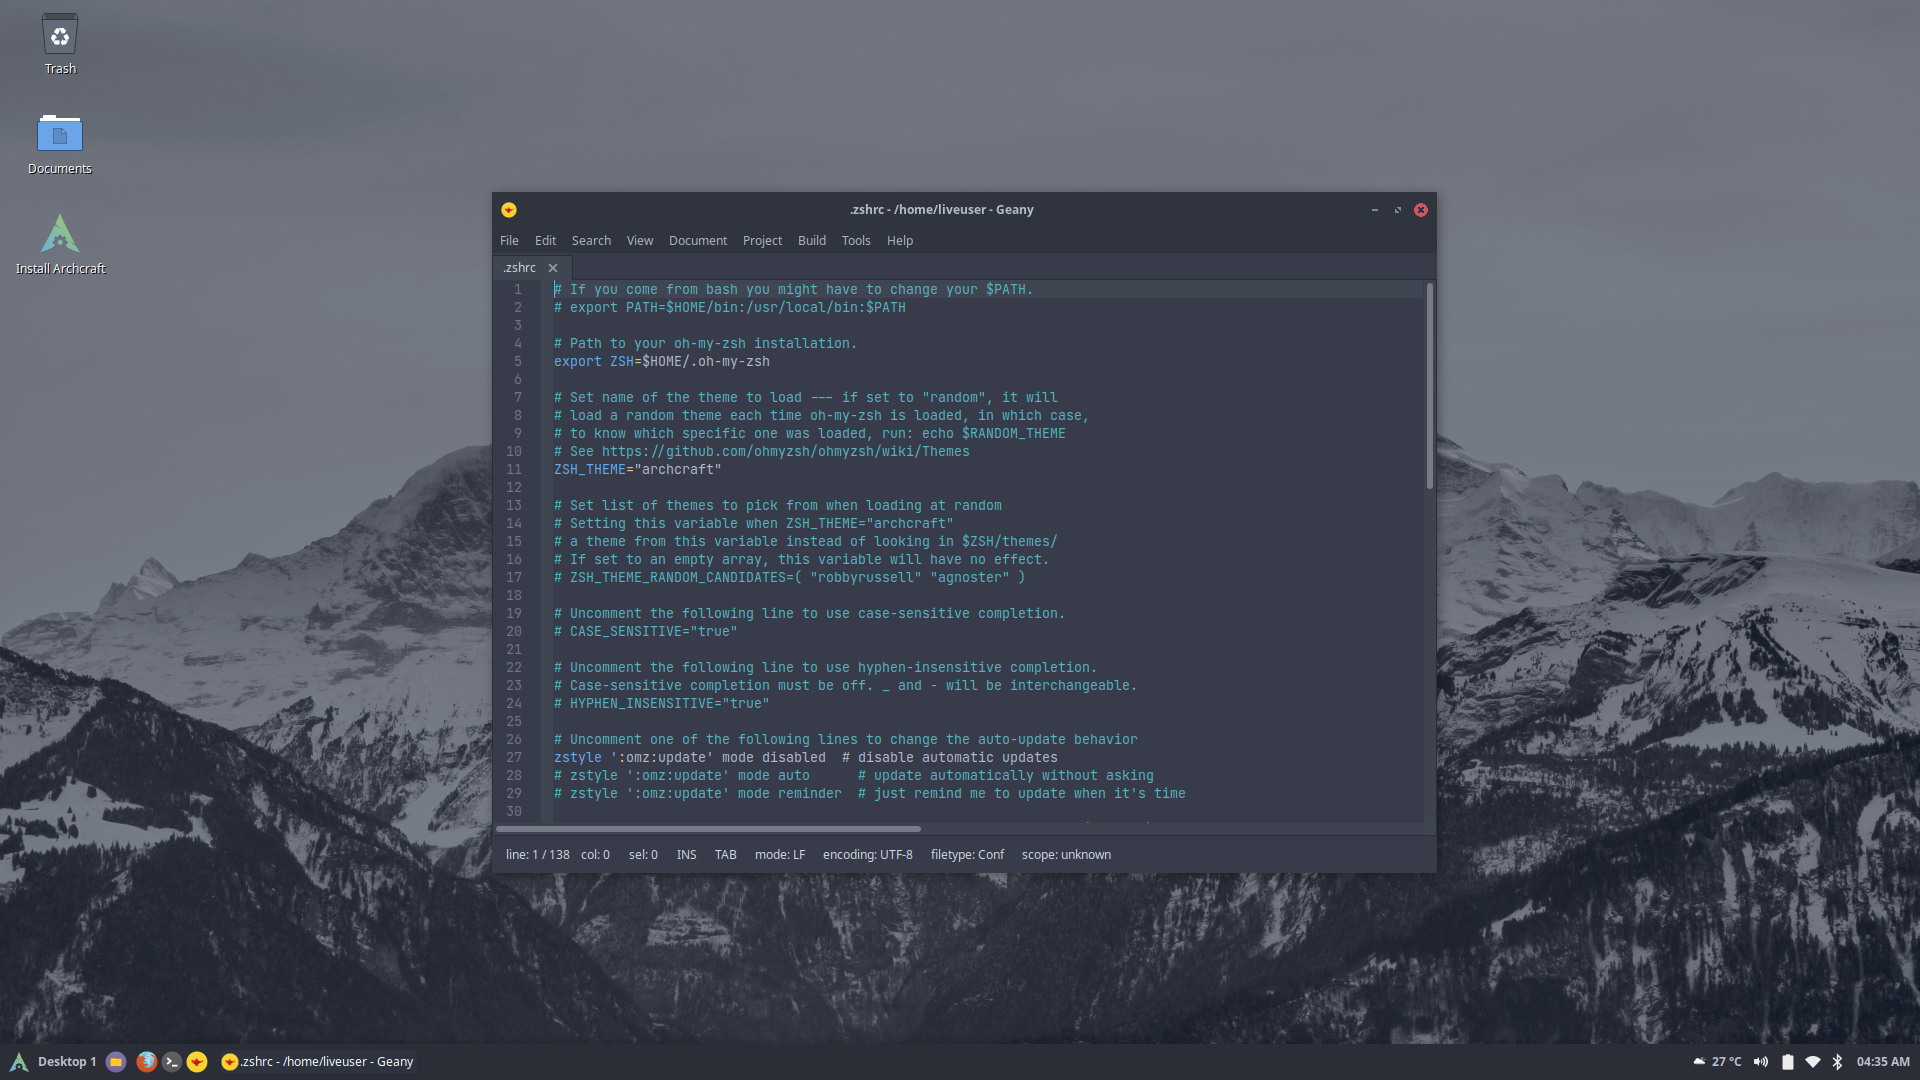 Trash
Documents
Install Archcraft
.zshrc - /home/liveuser - Geany
File Edit Search View Document Project Build Tools Help
.zshrc
1 # If you come from bash you might have to change your $PATH.
2 # export PATH=$HOME/bin:/usr/local/bin:$PATH
3
4 # Path to your oh-my-zsh installation.
5 export ZSH=$HOME/.oh-my-zsh
6
7 # Set name of the theme to load --- if set to "random", it will
8 # load a random theme each time oh-my-zsh is loaded, in which case,
9 # to know which specific one was loaded, run: echo $RANDOM_THEME
10 # See https://github.com/ohmyzsh/ohmyzsh/wiki/Themes
11 ZSH_THEME="archcraft"
12
13 # Set list of themes to pick from when loading at random
14 # Setting this variable when ZSH_THEME="archcraft"
15 # a theme from this variable instead of looking in $ZSH/themes/
16 # If set to an empty array, this variable will have no effect.
17 # ZSH_THEME_RANDOM_CANDIDATES=( "robbyrussell" "agnoster" )
18
19 # Uncomment the following line to use case-sensitive completion.
20 # CASE_SENSITIVE="true"
21
22 # Uncomment the following line to use hyphen-insensitive completion.
23 # Case-sensitive completion must be off. _ and - will be interchangeable.
24 # HYPHEN_INSENSITIVE="true"
25
26 # Uncomment one of the following lines to change the auto-update behavior
27 zstyle ':omz:update' mode disabled  # disable automatic updates
28 # zstyle ':omz:update' mode auto      # update automatically without asking
29 # zstyle ':omz:update' mode reminder  # just remind me to update when it's time
30
line: 1 / 138 col: 0 sel: 0 INS TAB mode: LF encoding: UTF-8 filetype: Conf scope: unknown
Desktop 1 .zshrc - /home/liveuser - Geany 27 °C 04:35 AM